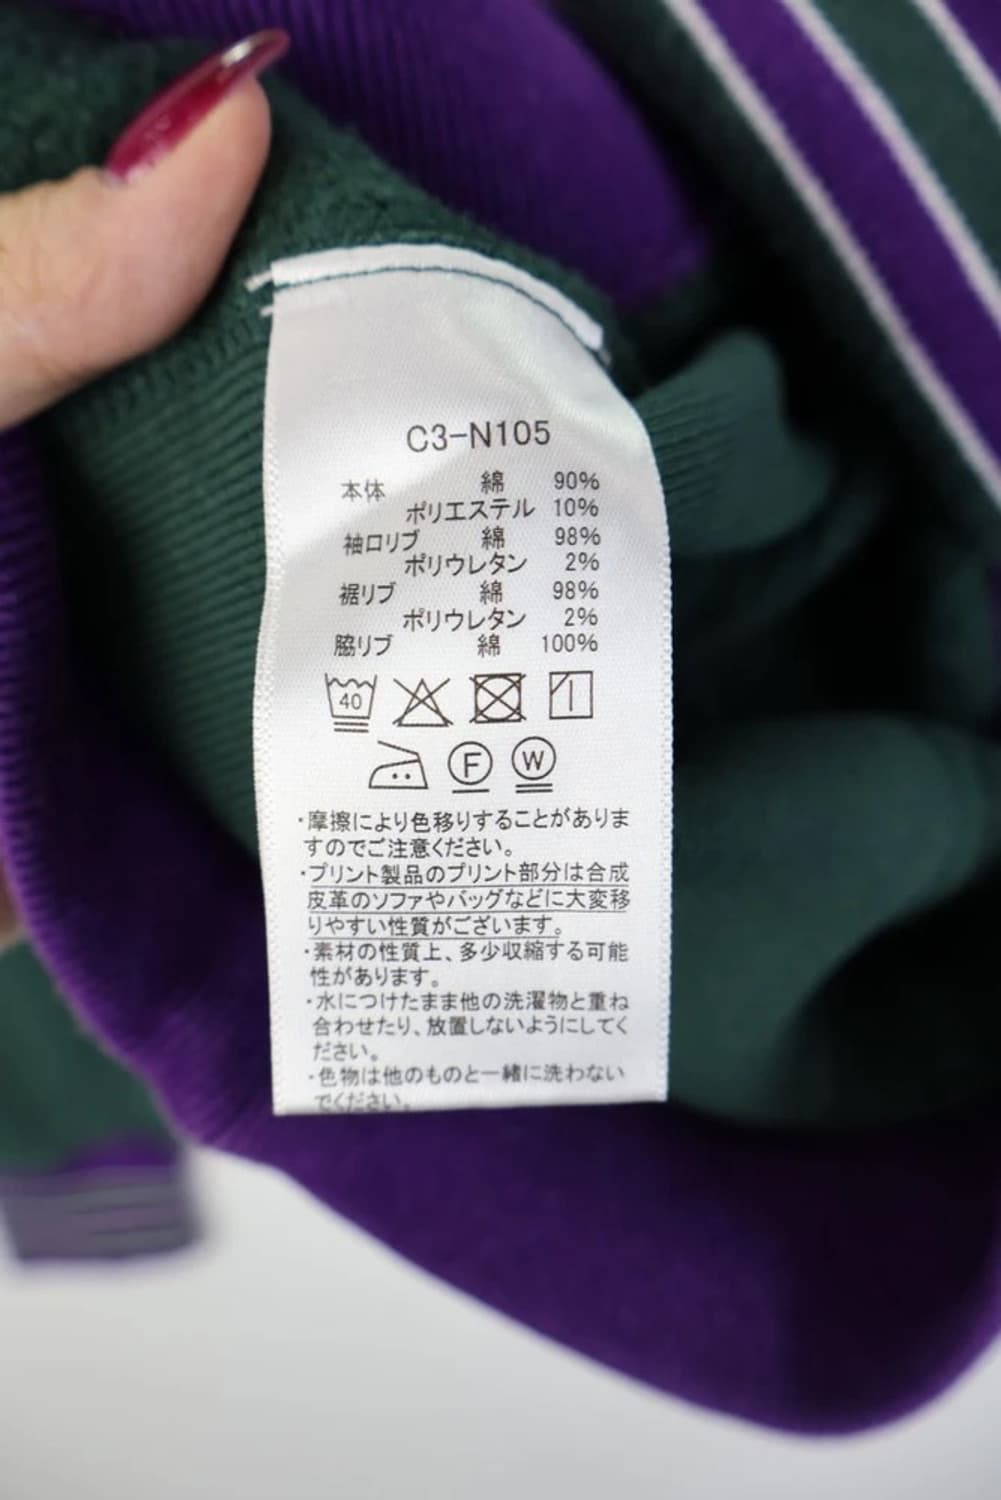 C3-N105
本体 綿 90%
ポリエステル 10%
袖口リブ 綿 98%
ポリウレタン 2%
裾リブ 綿 98%
ポリウレタン 2%
脇リブ 綿 100%
40
F W
・摩擦により色移りすることがありま
すのでご注意ください。
・プリント製品のプリント部分は合成
皮革のソファやバッグなどに大変移
りやすい性質がございます。
・素材の性質上、多少収縮する可能
性があります。
・水につけたまま他の洗濯物と重ね
合わせたり、放置しないようにしてく
ださい。
・色物は他のものと一緒に洗わない
でください。